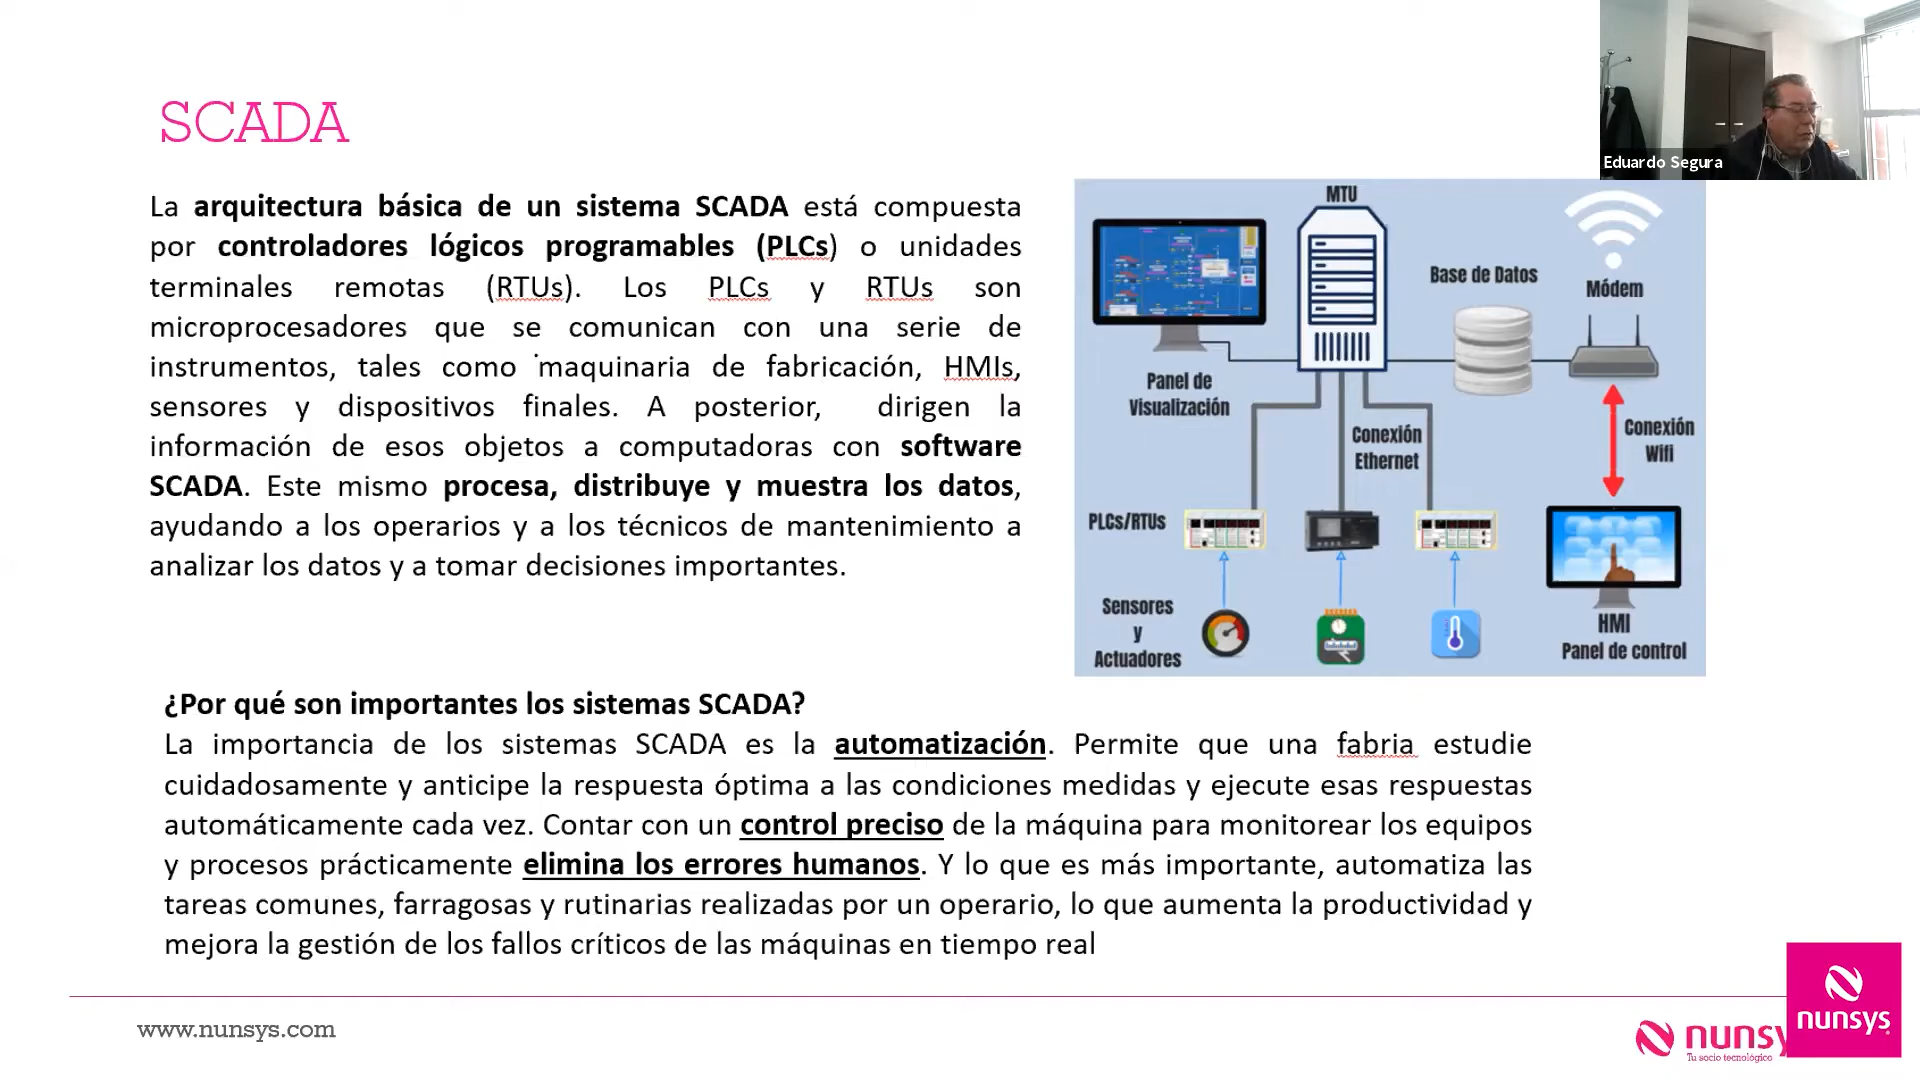 SCADA
Eduardo Segura
La arquitectura básica de un sistema SCADA está compuesta
por controladores lógicos programables (PLCs) o unidades
terminales remotas (RTUs). Los PLCs y RTUs son
microprocesadores que se comunican con una serie de
instrumentos, tales como maquinaria de fabricación, HMIs,
sensores y dispositivos finales. A posterior, dirigen la
información de esos objetos a computadoras con software
SCADA. Este mismo procesa, distribuye y muestra los datos,
ayudando a los operarios y a los técnicos de mantenimiento a
analizar los datos y a tomar decisiones importantes.
MTU
Base de Datos
Módem
Panel de
Visualización
Conexión
Ethernet
Conexión
Wifi
PLCs/RTUs
Sensores
y
Actuadores
HMI
Panel de control
¿Por qué son importantes los sistemas SCADA?
La importancia de los sistemas SCADA es la automatización. Permite que una fabria estudie
cuidadosamente y anticipe la respuesta óptima a las condiciones medidas y ejecute esas respuestas
automáticamente cada vez. Contar con un control preciso de la máquina para monitorear los equipos
y procesos prácticamente elimina los errores humanos. Y lo que es más importante, automatiza las
tareas comunes, farragosas y rutinarias realizadas por un operario, lo que aumenta la productividad y
mejora la gestión de los fallos críticos de las máquinas en tiempo real
www.nunsys.com
nunsy
Tu socio tecnológico
nunsys